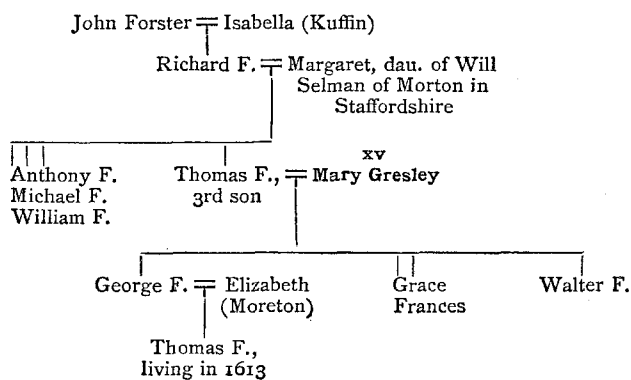 John Forster = Isabella (Kuffin)
Richard F. = Margaret, dau. of Will
Selman of Morton in
Staffordshire
Anthony F.
Michael F.
William F.
Thomas F., = Mary Gresley
3rd son
xv
George F. = Elizabeth
(Moreton)
Grace
Frances
Walter F.
Thomas F.,
living in 1613